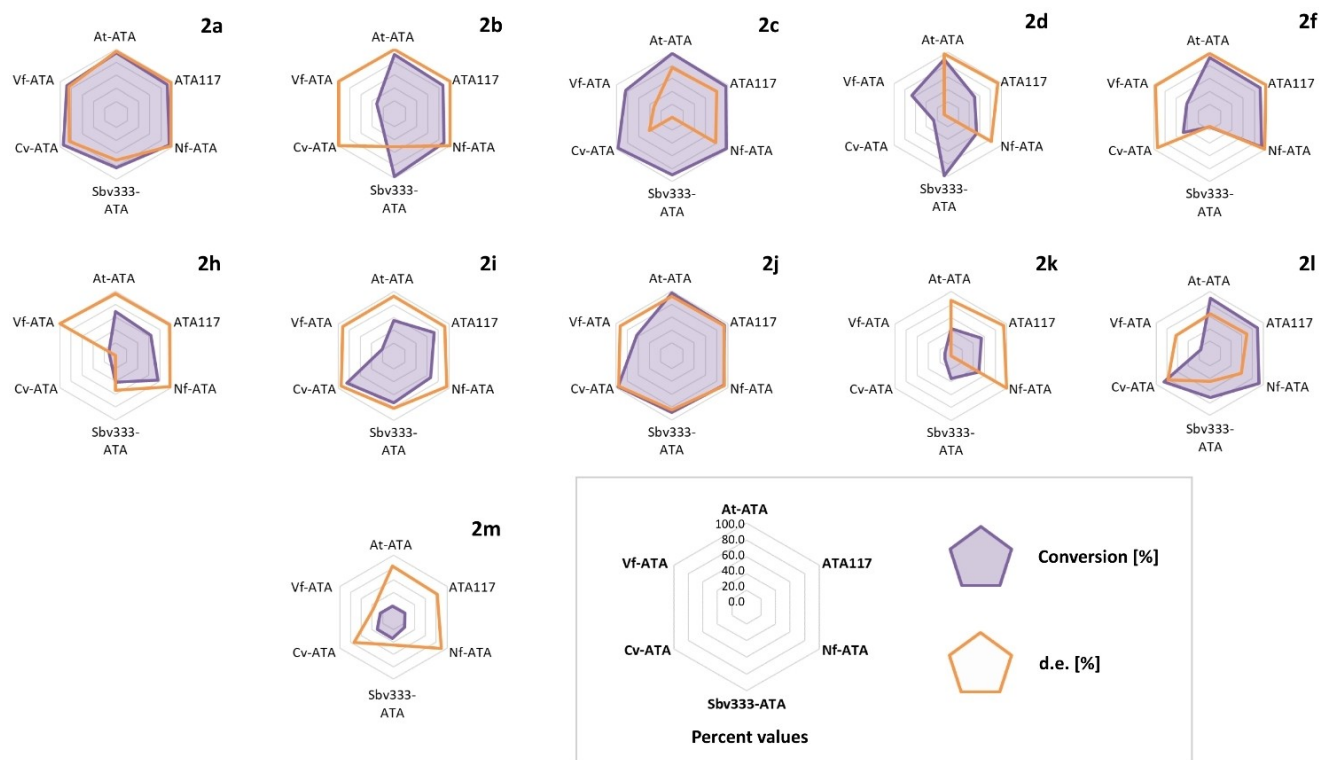 2a
At-ATA
Vf-ATA
ATA117
Cv-ATA
Nf-ATA
Sbv333-
ATA
2b
At-ATA
Vf-ATA
ATA117
Cv-ATA
Nf-ATA
Sbv333-
ATA
2c
At-ATA
Vf-ATA
ATA117
Cv-ATA
Nf-ATA
Sbv333-
ATA
2d
At-ATA
Vf-ATA
ATA117
Cv-ATA
Nf-ATA
Sbv333-
ATA
2f
At-ATA
Vf-ATA
ATA117
Cv-ATA
Nf-ATA
Sbv333-
ATA
2h
At-ATA
Vf-ATA
ATA117
Cv-ATA
Nf-ATA
Sbv333-
ATA
2i
At-ATA
Vf-ATA
ATA117
Cv-ATA
Nf-ATA
Sbv333-
ATA
2j
At-ATA
Vf-ATA
ATA117
Cv-ATA
Nf-ATA
Sbv333-
ATA
2k
At-ATA
Vf-ATA
ATA117
Cv-ATA
Nf-ATA
Sbv333-
ATA
2l
At-ATA
Vf-ATA
ATA117
Cv-ATA
Nf-ATA
Sbv333-
ATA
2m
At-ATA
Vf-ATA
ATA117
Cv-ATA
Nf-ATA
Sbv333-
ATA
At-ATA
100.0
80.0
60.0
40.0
20.0
0.0
Vf-ATA
ATA117
Cv-ATA
Nf-ATA
Sbv333-ATA
Percent values
Conversion [%]
d.e. [%]